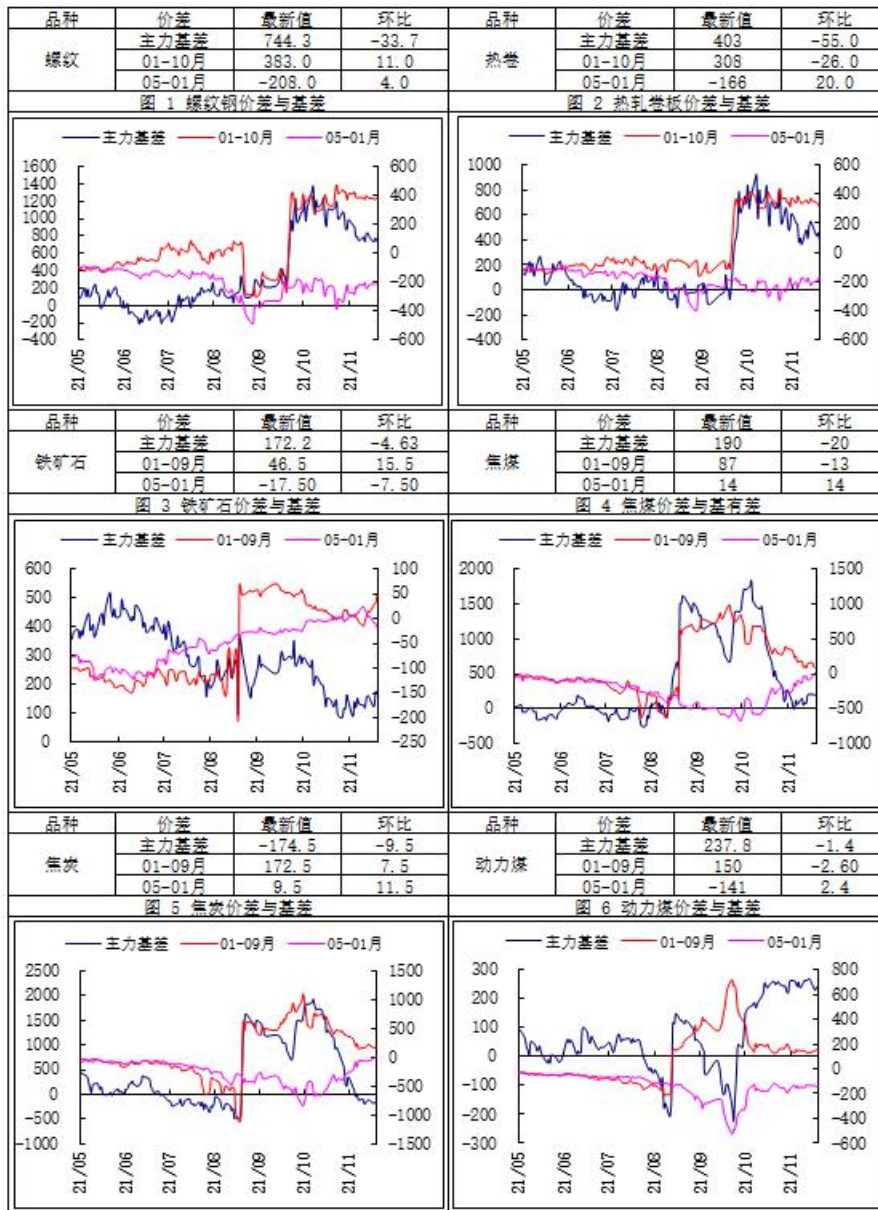 品种 价差 最新值 环比 品种 价差 最新值 环比
螺纹 主力基差 744.3 -33.7 热卷 主力基差 403 -55.0
01-10月 383.0 11.0 01-10月 308 -26.0
05-01月 -208.0 4.0 05-01月 -166 20.0
图 1 螺纹钢价差与基差 图 2 热轧卷板价差与基差
主力基差 01-10月 05-01月 主力基差 01-10月 05-01月
1600 600 1000 600
1400 400 800 400
1200 200 600 200
1000 0 400 0
800 -200 200 -200
600 -400 0 -400
400 -600 -200 -600
200 -400
0
-200
-400
21/05 21/06 21/07 21/08 21/09 21/10 21/11 21/05 21/06 21/07 21/08 21/09 21/10 21/11
品种 价差 最新值 环比 品种 价差 最新值 环比
铁矿石 主力基差 172.2 -4.63 焦煤 主力基差 190 -20
01-09月 46.5 15.5 01-09月 87 -13
05-01月 -17.50 -7.50 05-01月 14 14
图 3 铁矿石价差与基差 图 4 焦煤价差与基有差
主力基差 01-09月 05-01月 主力基差 01-09月 05-01月
600 100 2000 1500
500 50 1500 1000
400 0 1000 500
300 -50 500 0
200 -100 0 -500
100 -150 -500 -1000
0 -200
-250
21/05 21/06 21/07 21/08 21/09 21/10 21/11 21/05 21/06 21/07 21/08 21/09 21/10 21/11
品种 价差 最新值 环比 品种 价差 最新值 环比
焦炭 主力基差 -174.5 -9.5 动力煤 主力基差 237.8 -1.4
01-09月 172.5 7.5 01-09月 150 -2.60
05-01月 9.5 11.5 05-01月 -141 2.4
图 5 焦炭价差与基差 图 6 动力煤价差与基差
主力基差 01-09月 05-01月 主力基差 01-09月 05-01月
2500 1500 300 800
2000 1000 200 600
1500 500 100 400
1000 0 0 200
500 -500 -100 0
0 -1000 -200 -200
-500 -1500 -300 -400
-1000 -600
21/05 21/06 21/07 21/08 21/09 21/10 21/11 21/05 21/06 21/07 21/08 21/09 21/10 21/11